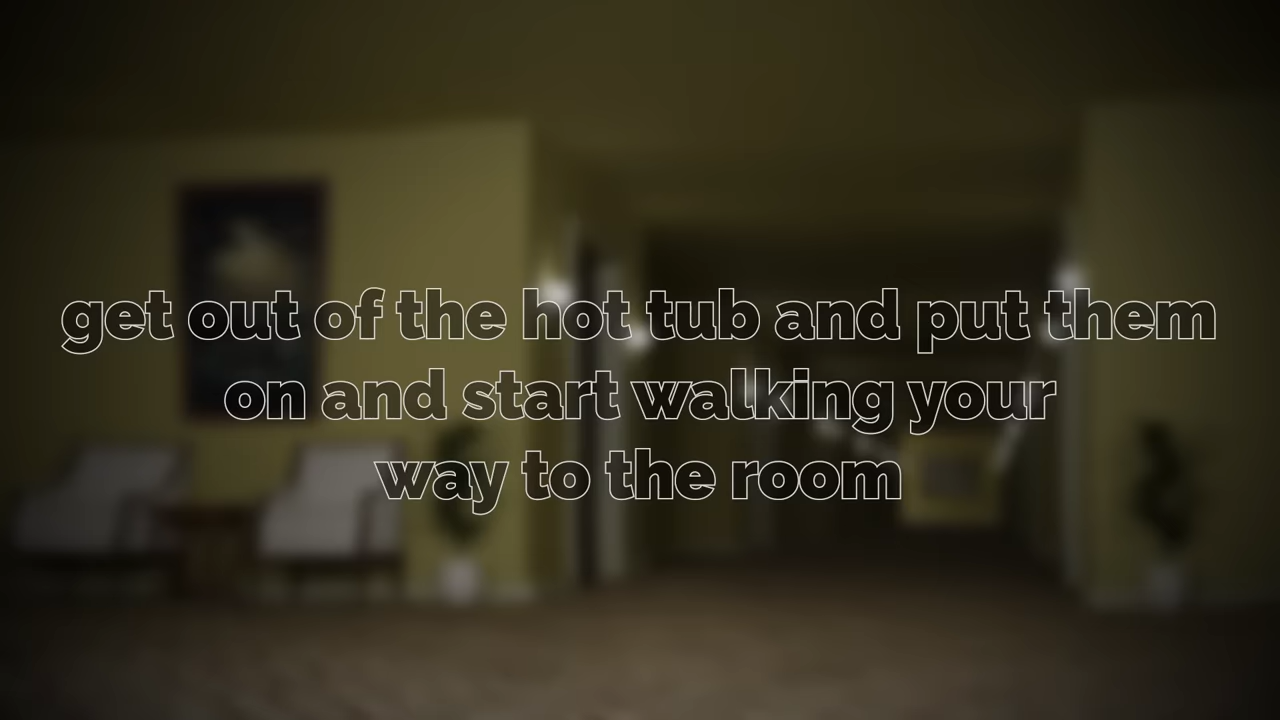 get out of the hot tub and put them
on and start walking your
way to the room